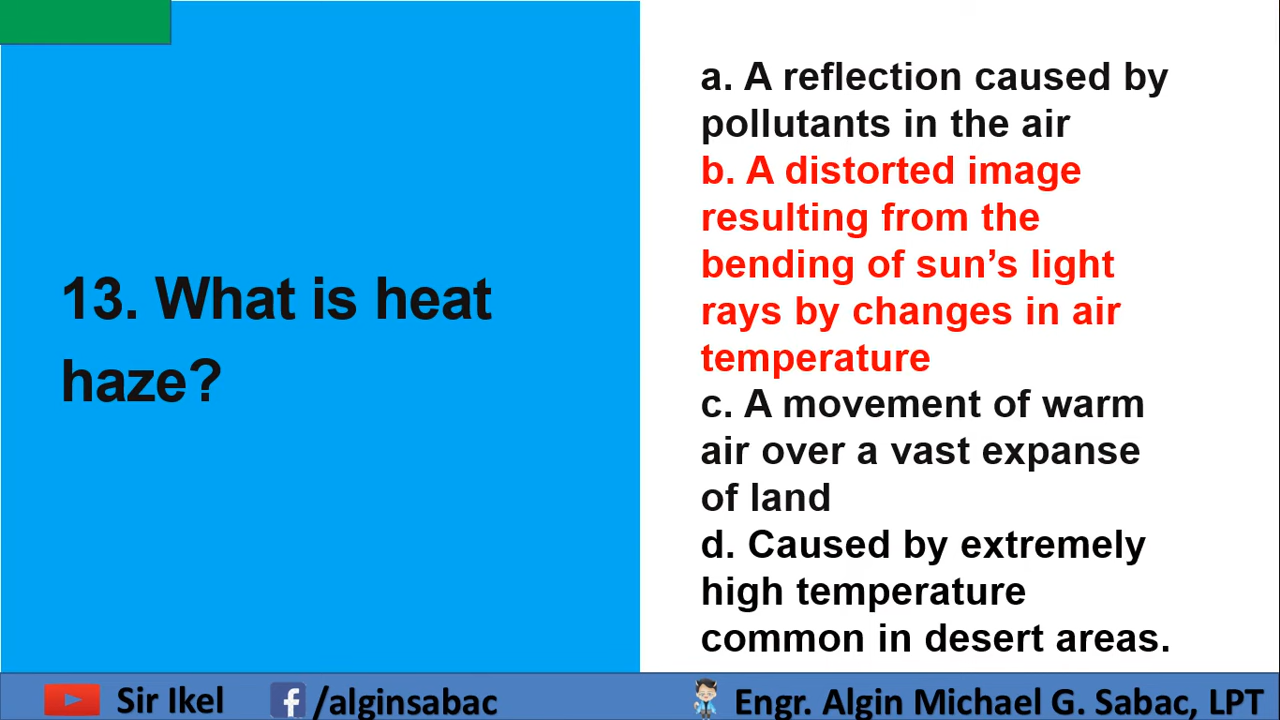 13. What is heat
haze?
a. A reflection caused by
pollutants in the air
b. A distorted image
resulting from the
bending of sun’s light
rays by changes in air
temperature
c. A movement of warm
air over a vast expanse
of land
d. Caused by extremely
high temperature
common in desert areas.
Sir Ikel
/alginsabac
Engr. Algin Michael G. Sabac, LPT